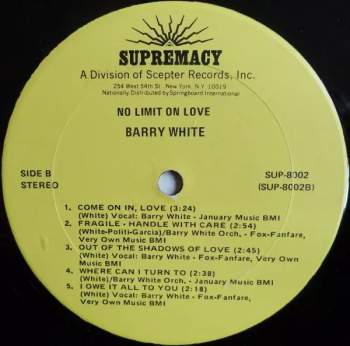 SUPREMACY
A Division of Scepter Records, Inc.
254 West 54th St., New York, N.Y. 10019
Nationally Distributed by Springboard International
NO LIMIT ON LOVE
BARRY WHITE
SIDE B
STEREO
SUP-8002
(SUP-8002B)
1. COME ON IN, LOVE (3:24)
(White) Vocal: Barry White - January Music BMI
2. FRAGILE - HANDLE WITH CARE (2:54)
(White-Politi-Garcia)/Barry White Orch. - Fox-Fanfare,
Very Own Music BMI
3. OUT OF THE SHADOWS OF LOVE (2:45)
(White) Vocal: Barry White - Fox-Fanfare, Very Own
Music BMI
4. WHERE CAN I TURN TO (2:38)
(White)/Barry White Orch. - January Music BMI
5. I OWE IT ALL TO YOU (2:18)
(White) Vocal: Barry White - Fox-Fanfare,
Very Own Music BMI